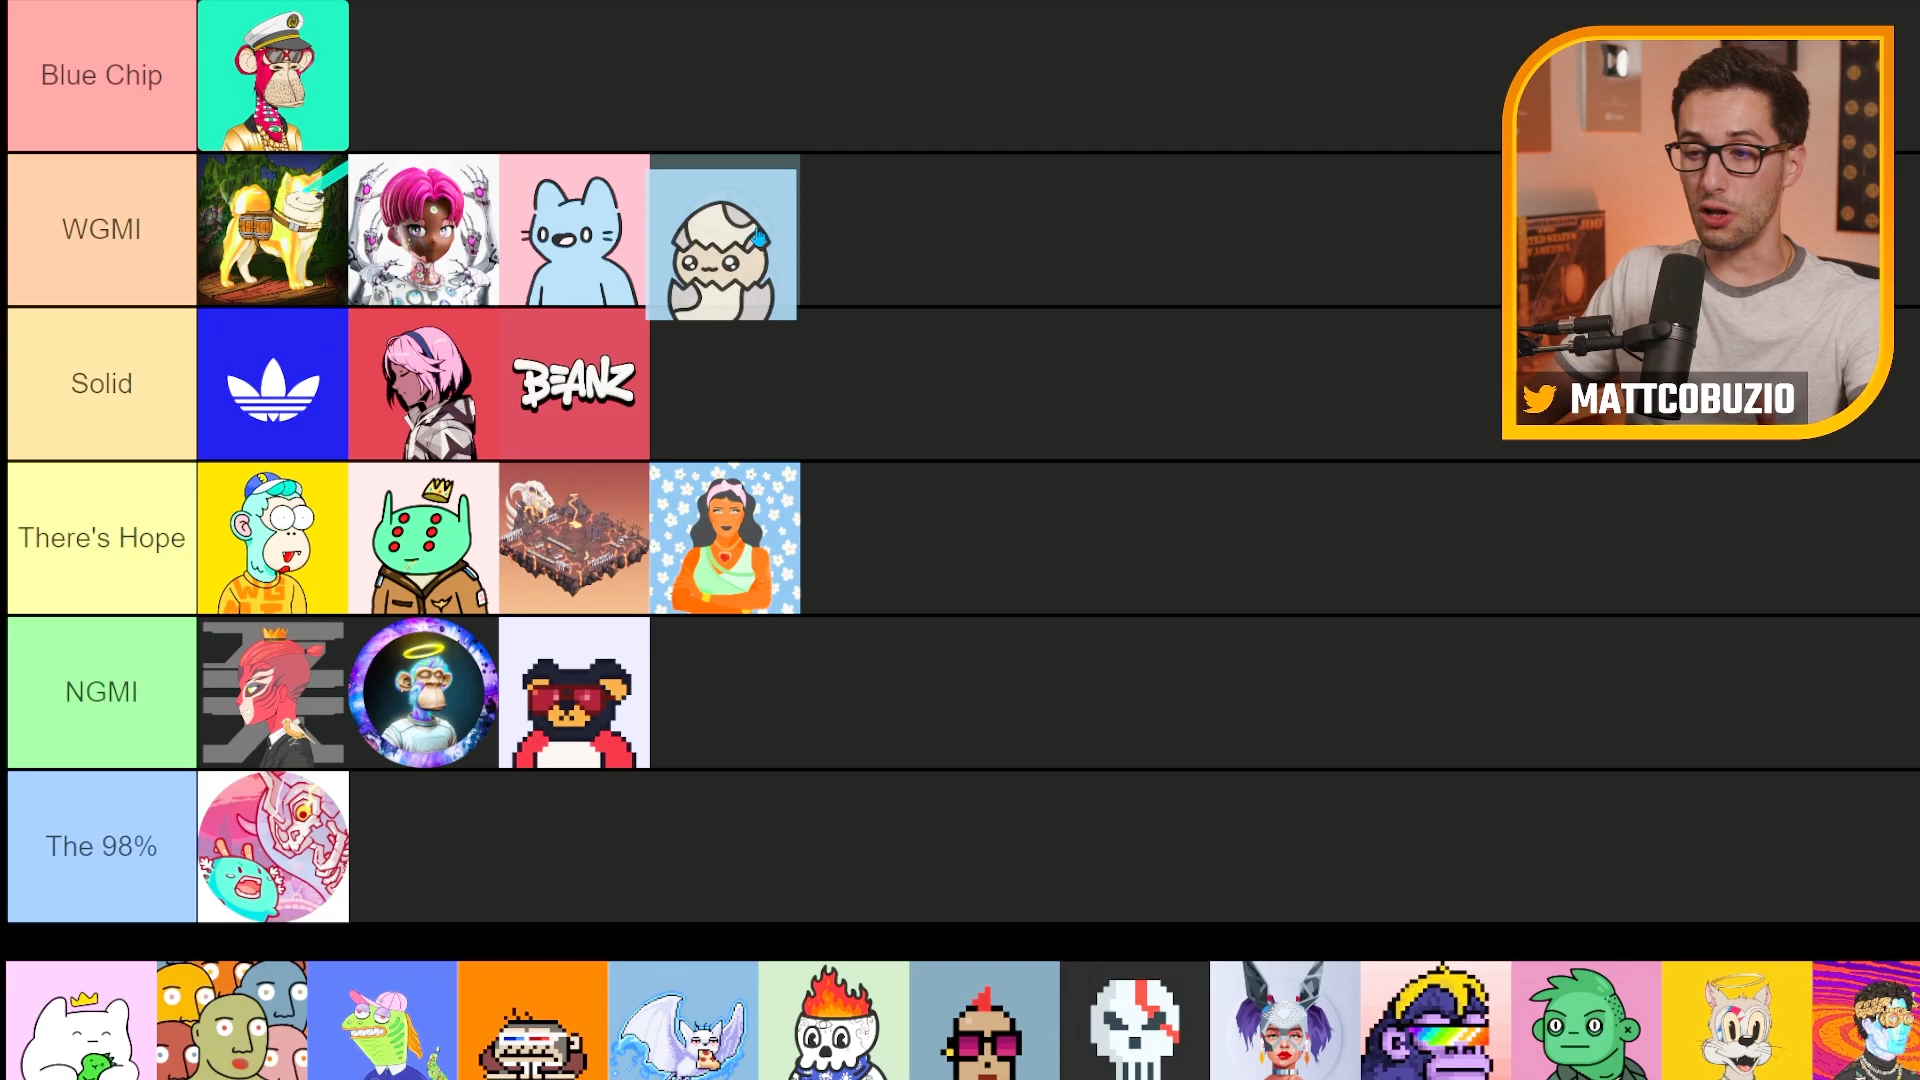 Blue Chip
WGMI
Solid
BEANZ
There's Hope
NGMI
The 98%
MATTCOBUZIO